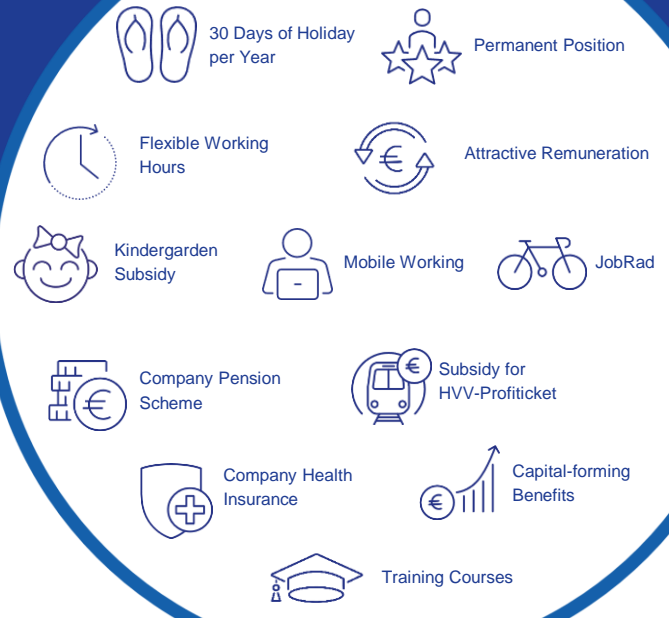 30 Days of Holiday
per Year
Permanent Position
Flexible Working
Hours
Attractive Remuneration
Kindergarden
Subsidy
Mobile Working
JobRad
Company Pension
Scheme
Subsidy for
HVV-Profiticket
Company Health
Insurance
Capital-forming
Benefits
Training Courses